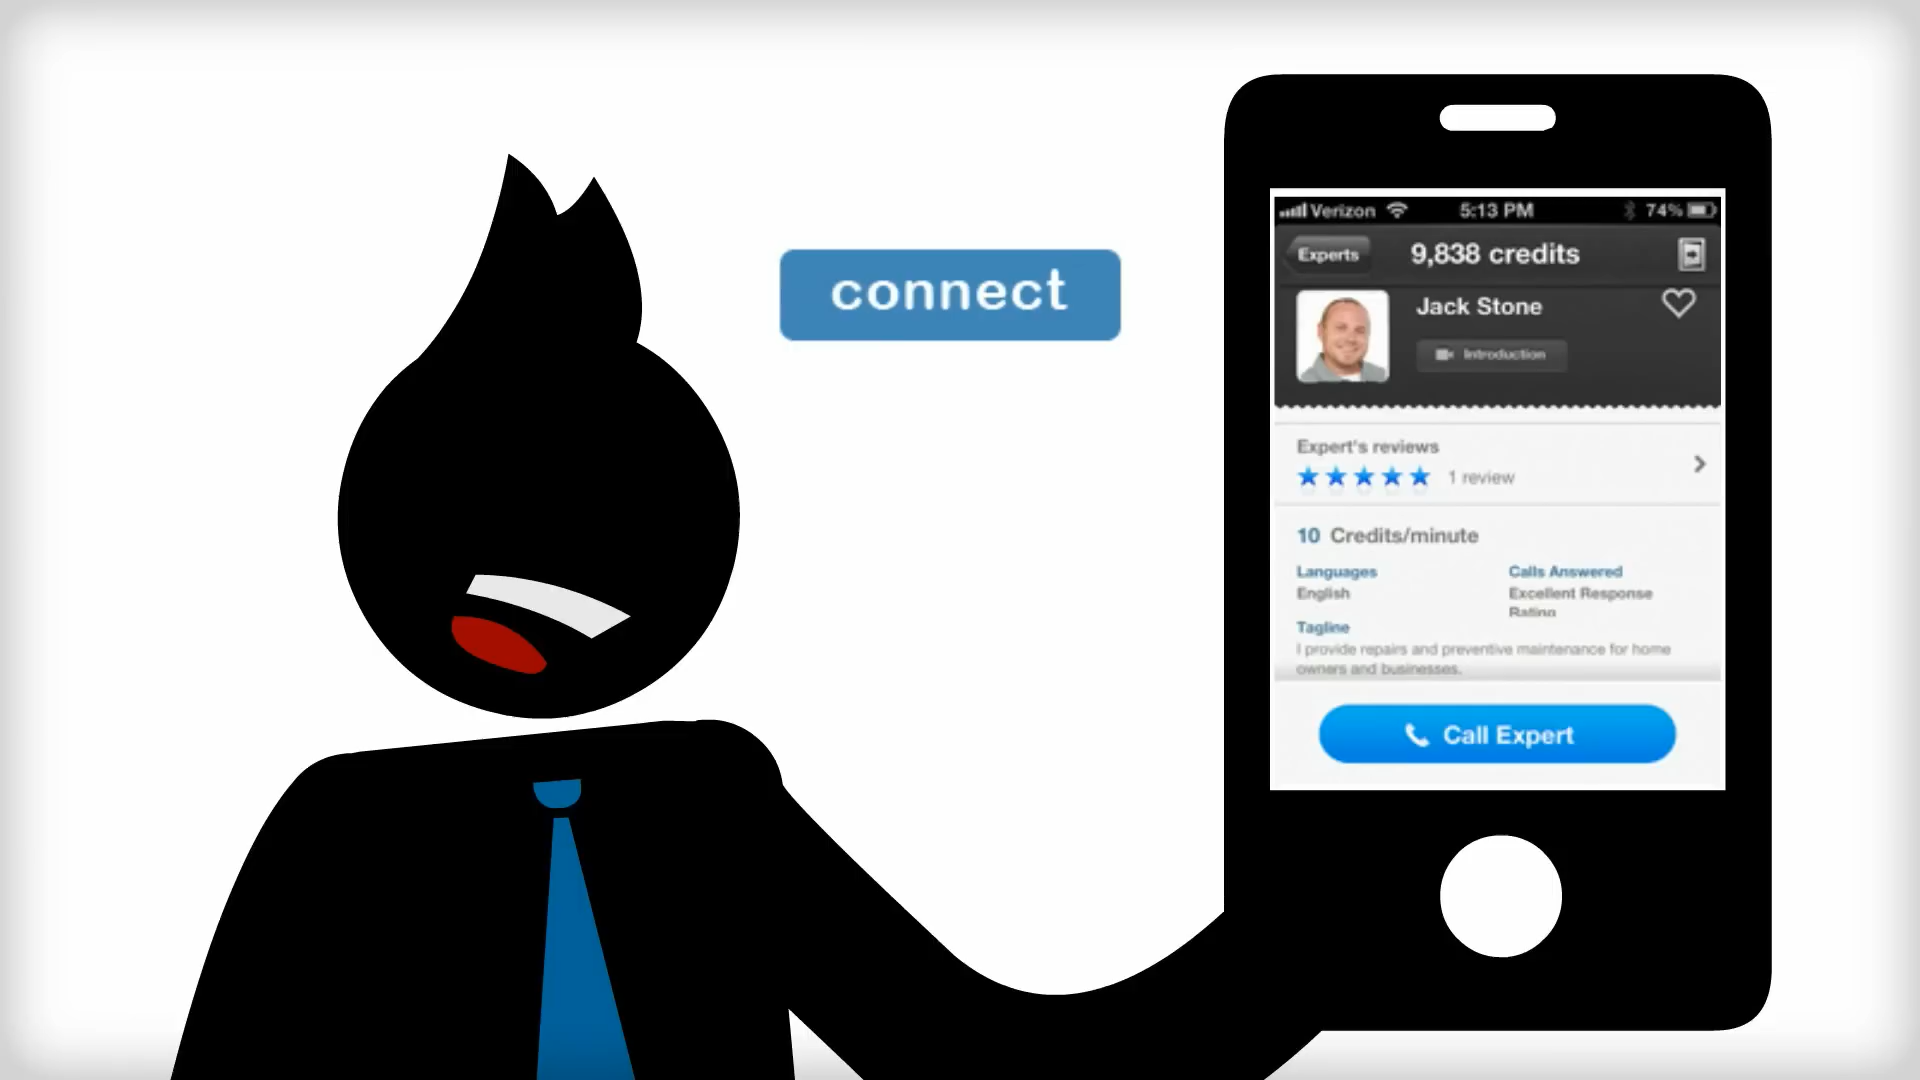 connect
Verizon 5:13 PM 74%
Experts 9,838 credits
Jack Stone
Introduction
Expert's reviews
1 review
10 Credits/minute
Languages Calls Answered
English Excellent Response
Rating
Tagline
I provide repairs and preventive maintenance for home
owners and businesses.
Call Expert